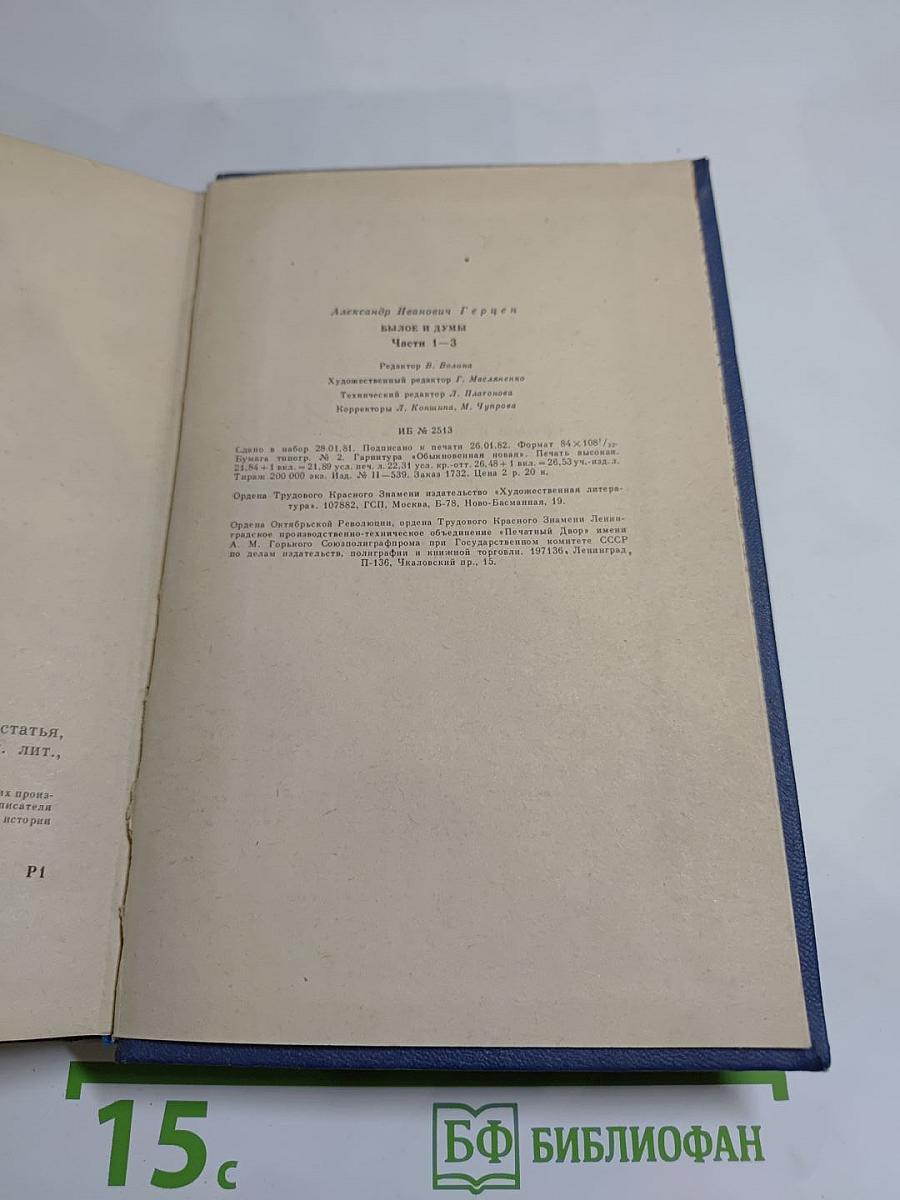 статья,
. лит.,
их произ-
писателя
истории
Р1
Александр Иванович Герцен
БЫЛОЕ И ДУМЫ
Части 1—3
Редактор В. Волина
Художественный редактор Г. Масляненко
Технический редактор Л. Платонова
Корректоры Л. Коншина, М. Чупрова
ИБ № 2513
Сдано в набор 28.01.81. Подписано к печати 26.01.82. Формат 84×108¹/₃₂.
Бумага типогр. № 2. Гарнитура «Обыкновенная новая». Печать высокая.
21,84+1 вкл.=21,89 усл. печ. л. 22,31 усл. кр.-отт. 26,48+1 вкл.=26,53 уч.-изд. л.
Тираж 200 000 экз. Изд. № II—539. Заказ 1732. Цена 2 р. 20 к.
Ордена Трудового Красного Знамени издательство «Художественная литера-
тура». 107882, ГСП, Москва, Б-78, Ново-Басманная, 19.
Ордена Октябрьской Революции, ордена Трудового Красного Знамени Ленин-
градское производственно-техническое объединение «Печатный Двор» имени
А. М. Горького Союзполиграфпрома при Государственном комитете СССР
по делам издательств, полиграфии и книжной торговли. 197136, Ленинград,
П-136, Чкаловский пр., 15.
15 с
БФ БИБЛИОФАН